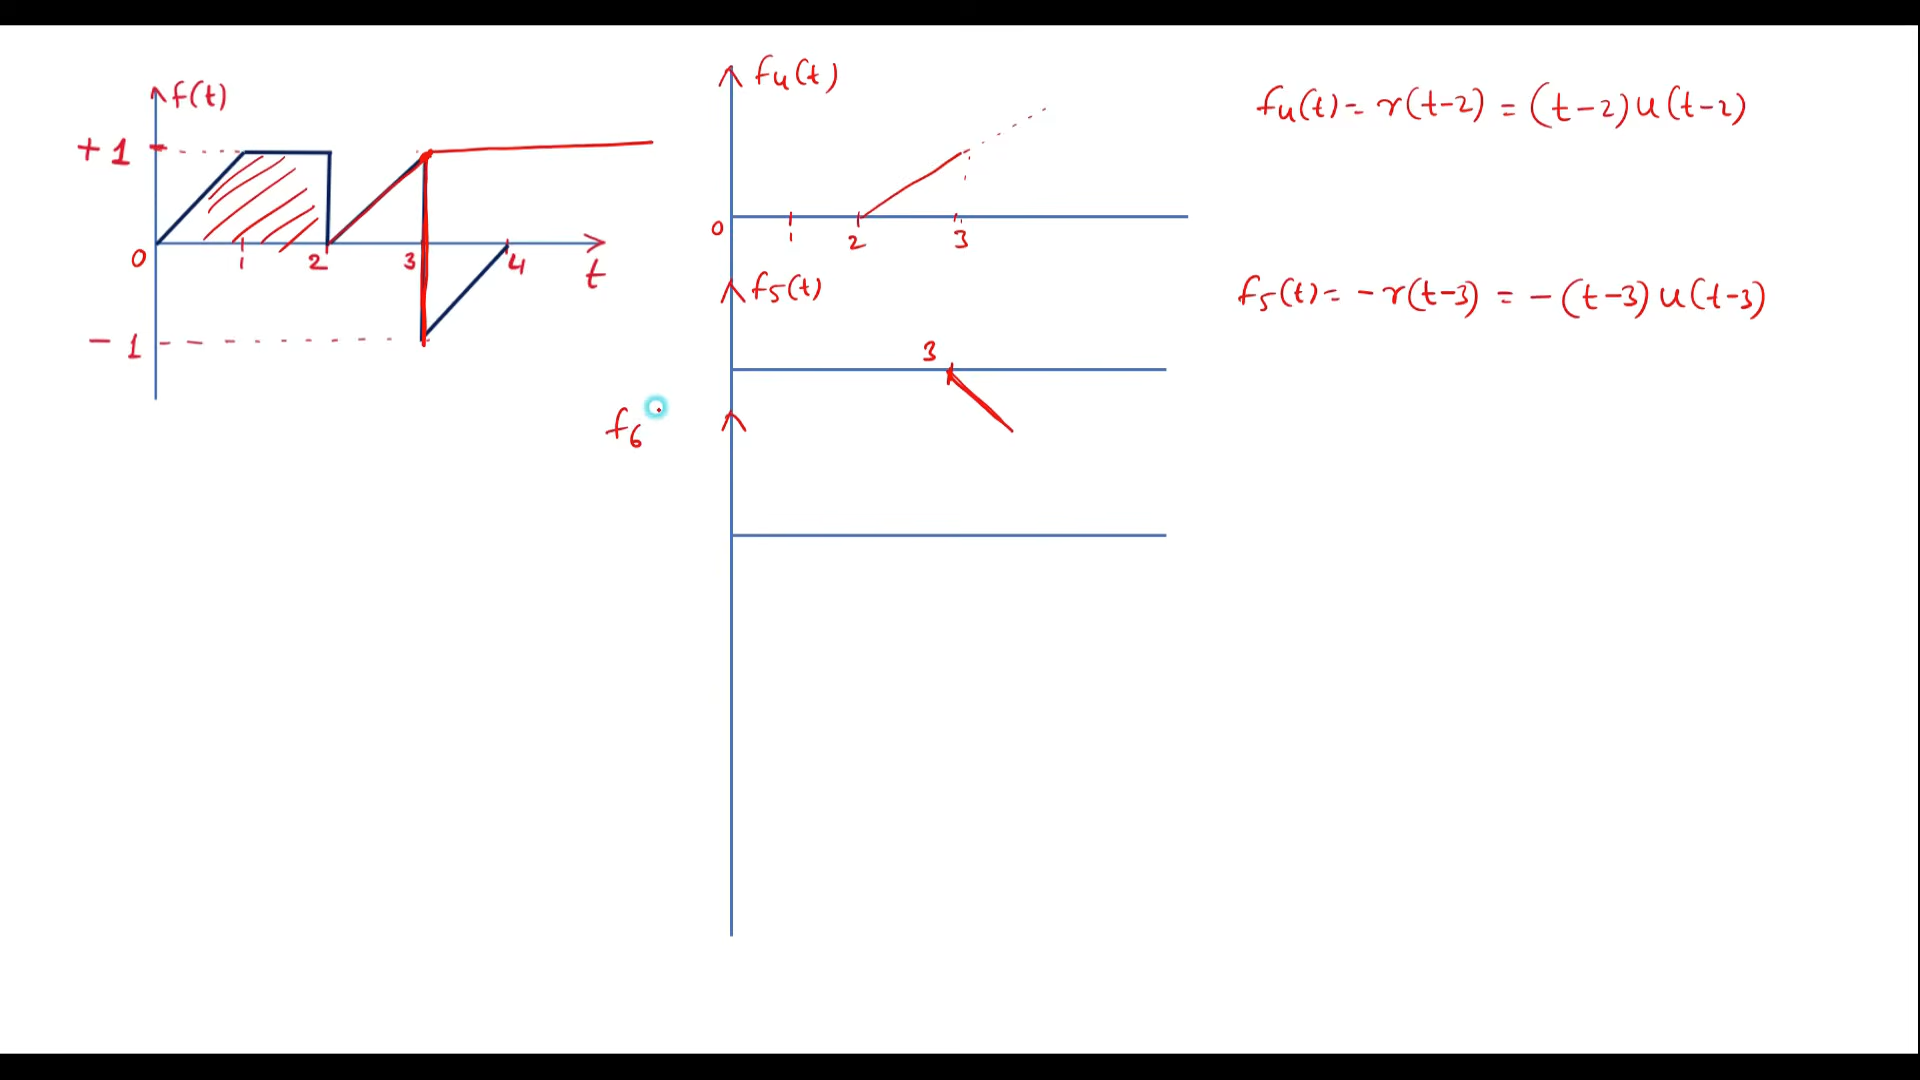 f(t)
+1
0 1 2 3 4 t
-1
f4(t)
0 1 2 3
f5(t)
3
f6
f4(t) = r(t-2) = (t-2)u(t-2)
f5(t) = -r(t-3) = -(t-3)u(t-3)